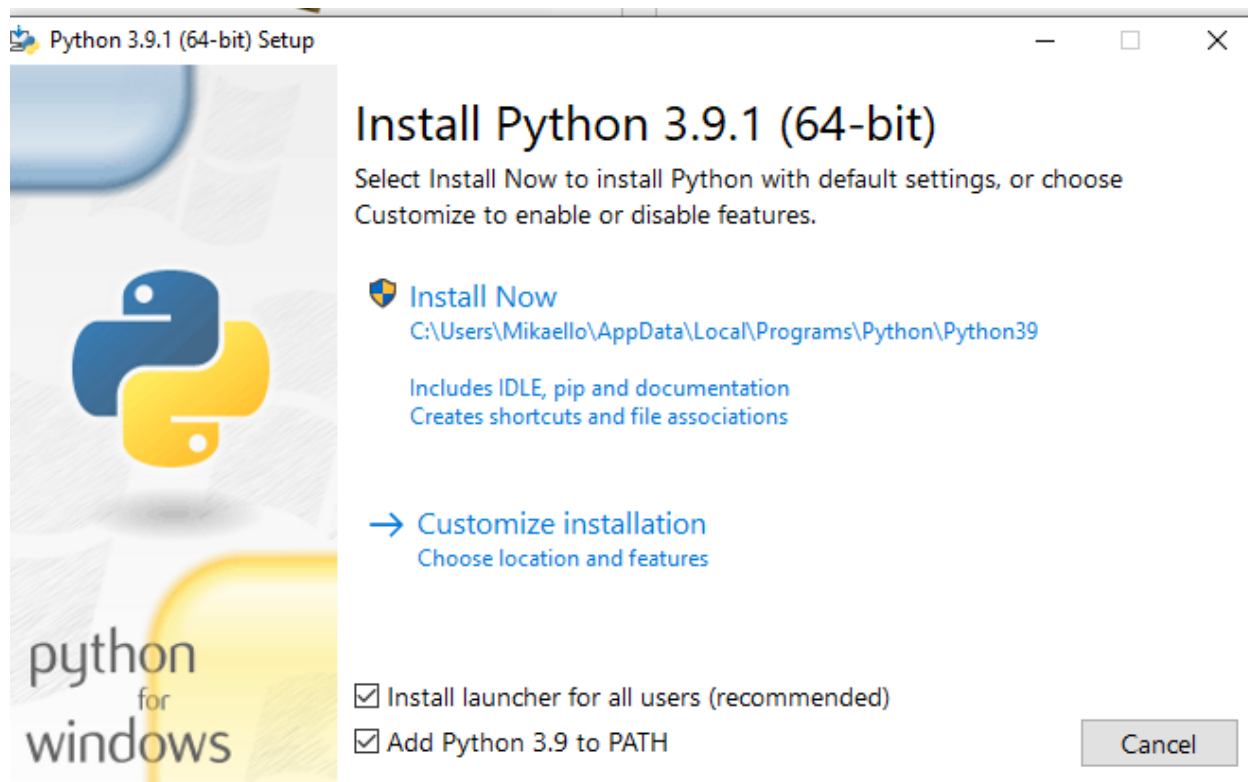 Python 3.9.1 (64-bit) Setup
Install Python 3.9.1 (64-bit)
Select Install Now to install Python with default settings, or choose
Customize to enable or disable features.
Install Now
C:\Users\Mikaello\AppData\Local\Programs\Python\Python39
Includes IDLE, pip and documentation
Creates shortcuts and file associations
Customize installation
Choose location and features
python
for
windows
Install launcher for all users (recommended)
Add Python 3.9 to PATH
Cancel